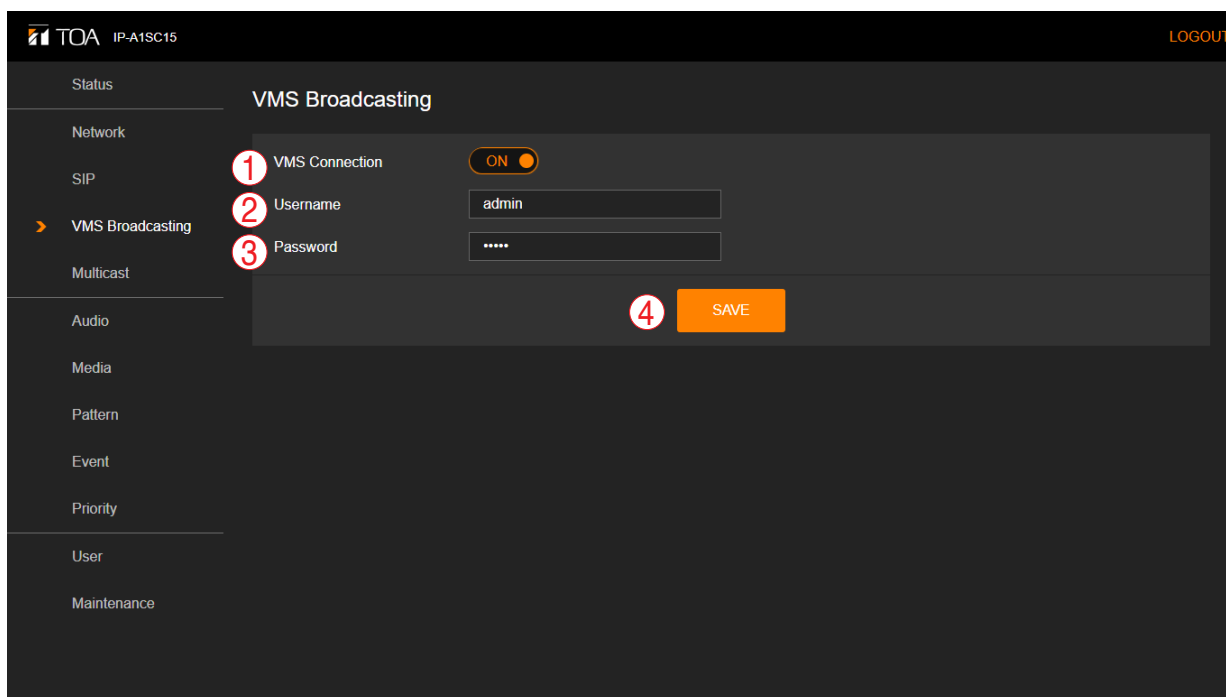 TOA IP-A1SC15
LOGOUT
Status
Network
SIP
VMS Broadcasting
Multicast
Audio
Media
Pattern
Event
Priority
User
Maintenance
VMS Broadcasting
1 VMS Connection ON
2 Username admin
3 Password •••••
4 SAVE